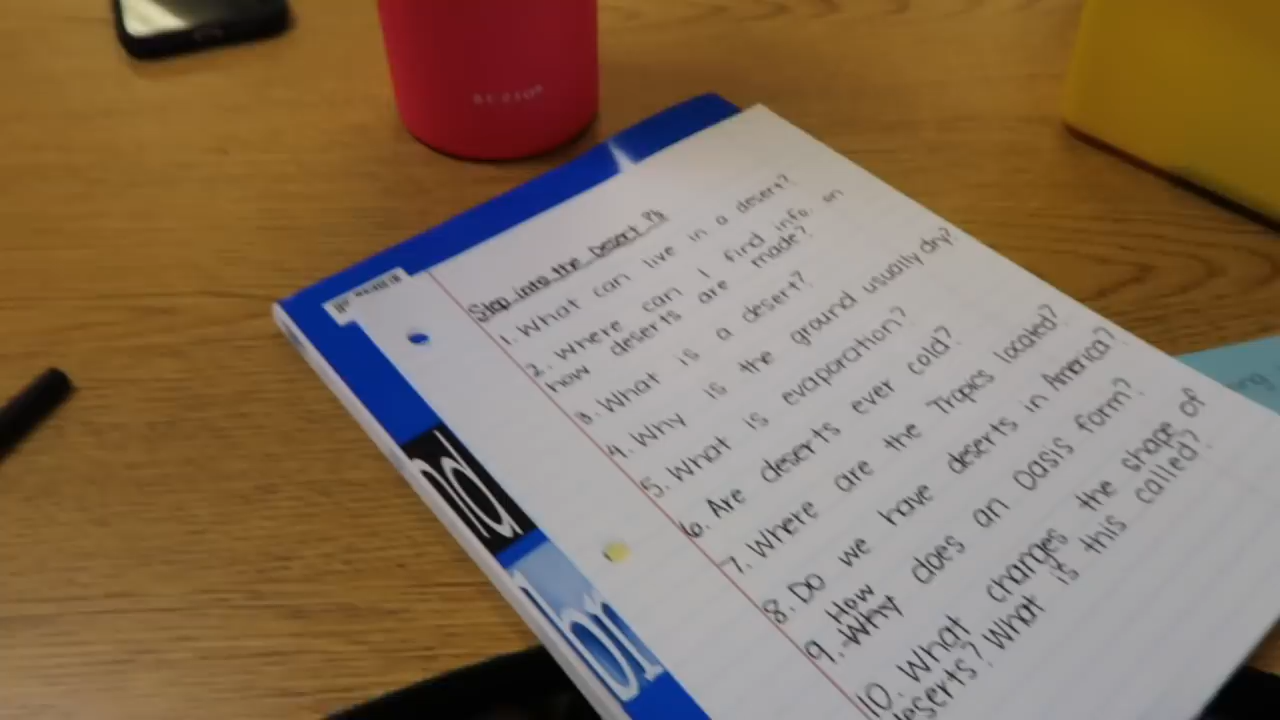 Step into the Desert Pg
1. What can live in a desert?
2. Where can I find info. on
how deserts are made?
3. What is a desert?
4. Why is the ground usually dry?
5. What is evaporation?
6. Are deserts ever cold?
7. Where are the Tropics located?
8. Do we have deserts in America?
How
9. Why does an Oasis form?
10. What changes the shape of
deserts? What is this called?